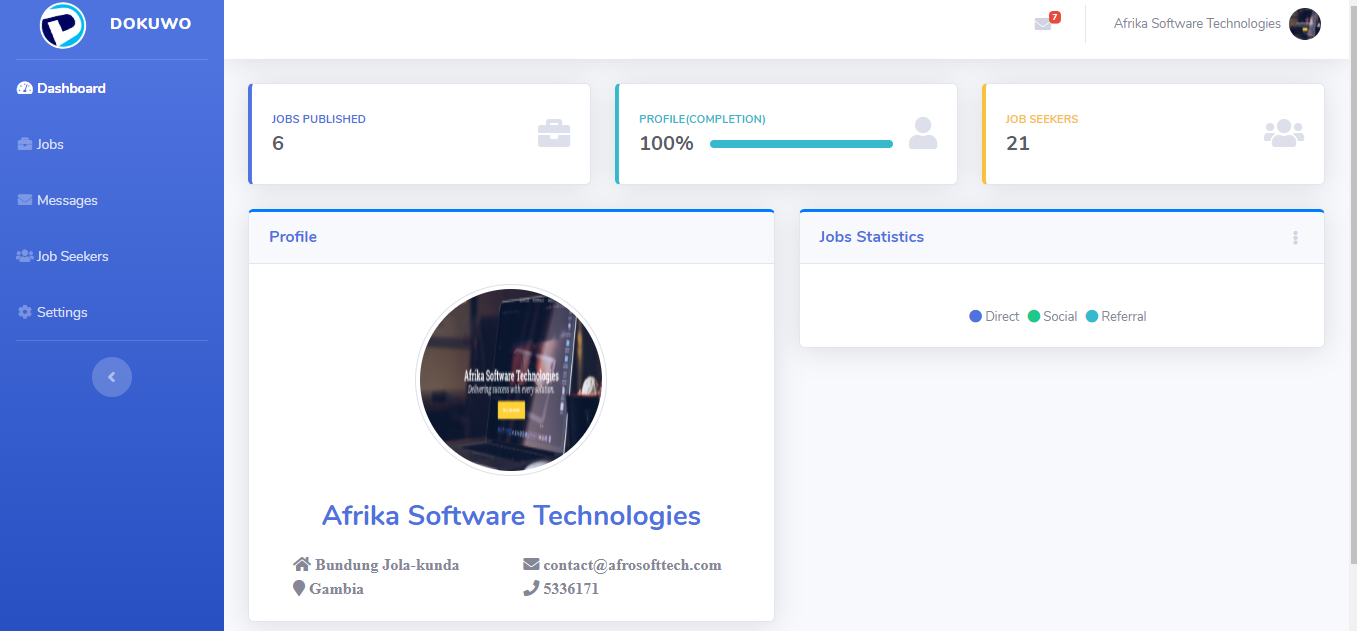 DOKUWO
7
Afrika Software Technologies
Dashboard
Jobs
Messages
Job Seekers
Settings
JOBS PUBLISHED
6
PROFILE(COMPLETION)
100%
JOB SEEKERS
21
Profile
Afrika Software Technologies
Delivering success with every solution.
Afrika Software Technologies
Bundung Jola-kunda
contact@afrosofttech.com
Gambia
5336171
Jobs Statistics
Direct Social Referral